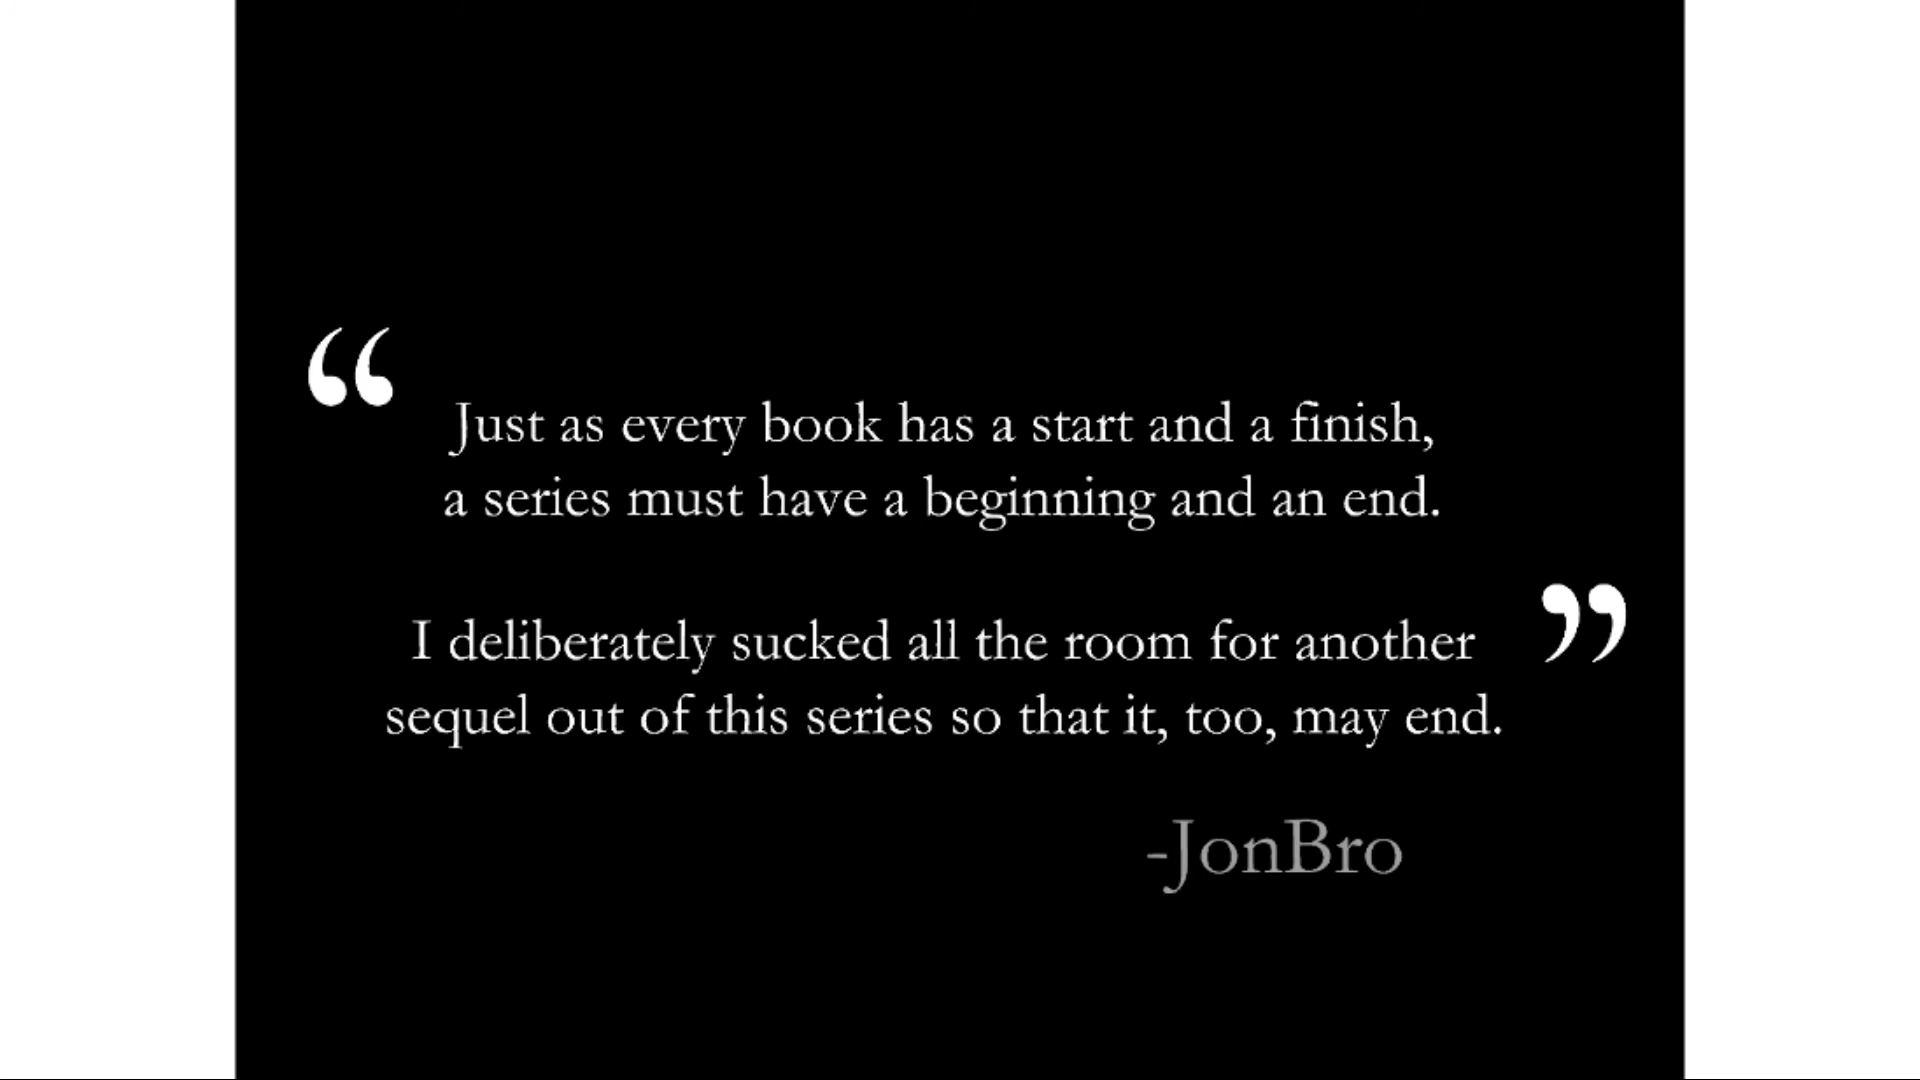 “ Just as every book has a start and a finish,
a series must have a beginning and an end.
I deliberately sucked all the room for another ”
sequel out of this series so that it, too, may end.
-JonBro